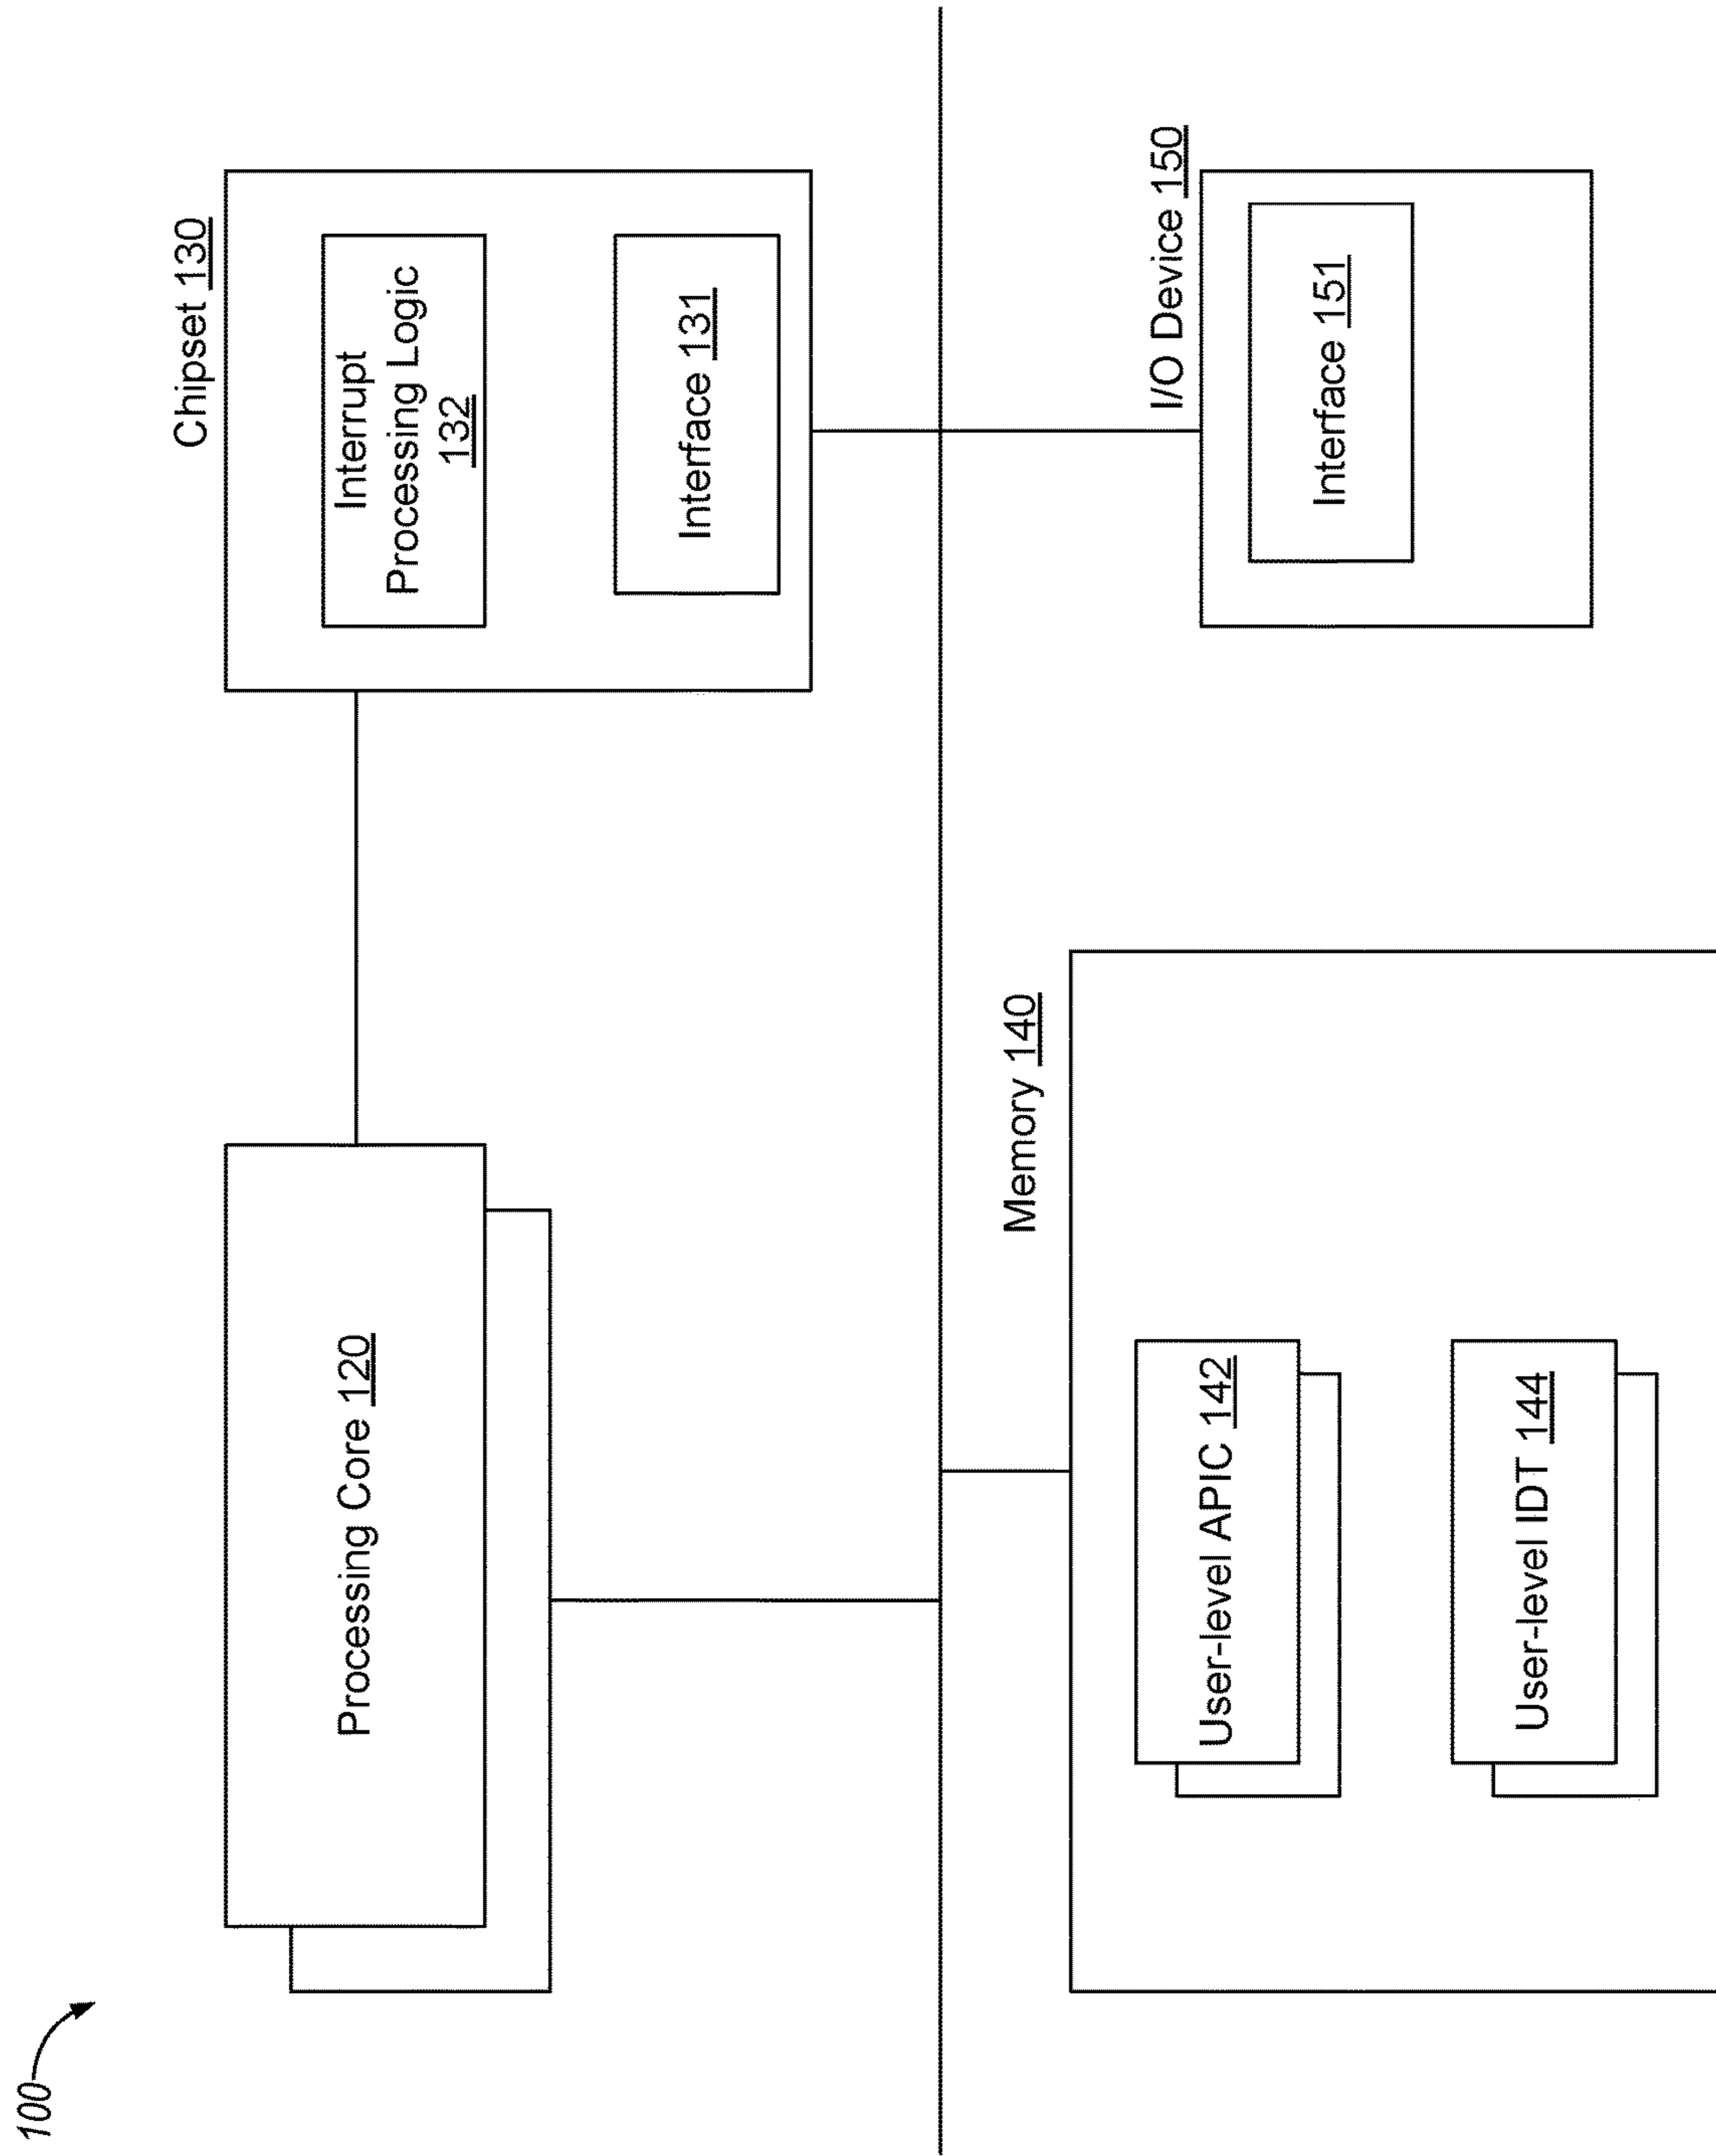 100
Processing Core 120
Chipset 130
Interrupt
Processing Logic
132
Interface 131
Memory 140
User-level APIC 142
User-level IDT 144
I/O Device 150
Interface 151